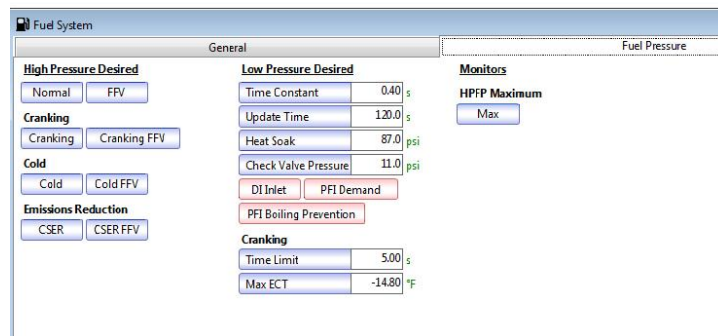 Fuel System
General
Fuel Pressure
High Pressure Desired
Normal FFV
Cranking
Cranking Cranking FFV
Cold
Cold Cold FFV
Emissions Reduction
CSER CSER FFV
Low Pressure Desired
Time Constant 0.40 s
Update Time 120.0 s
Heat Soak 87.0 psi
Check Valve Pressure 11.0 psi
DI Inlet PFI Demand
PFI Boiling Prevention
Cranking
Time Limit 5.00 s
Max ECT -14.80 °F
Monitors
HPFP Maximum
Max